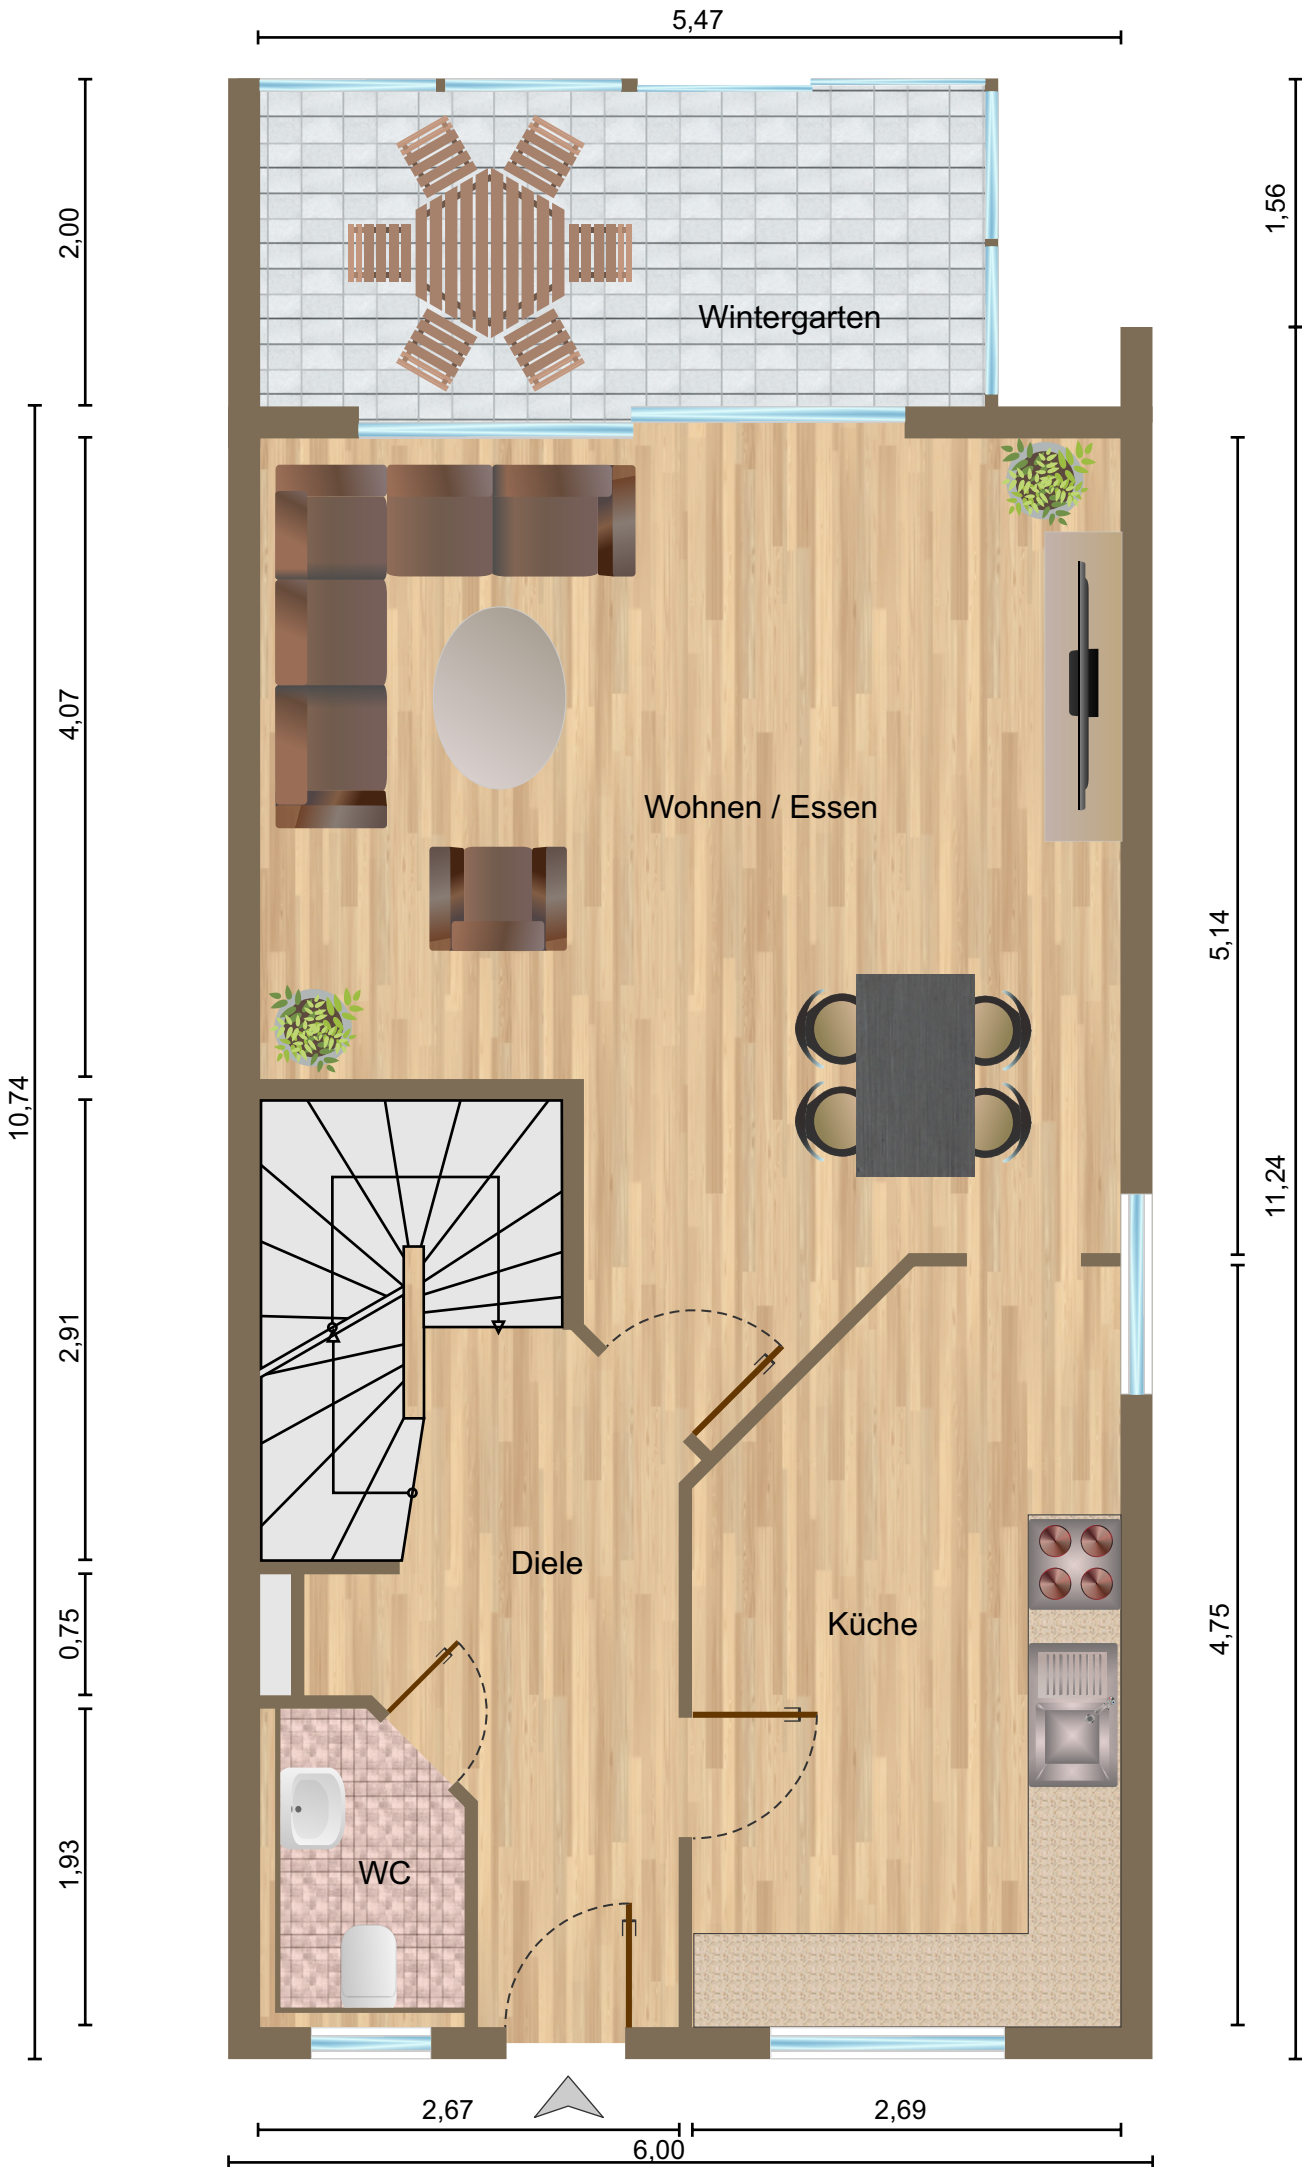 5,47
2,00
1,56
Wintergarten
4,07
Wohnen / Essen
5,14
10,74
11,24
2,91
Diele
0,75
Küche
4,75
1,93
WC
2,67
2,69
6,00